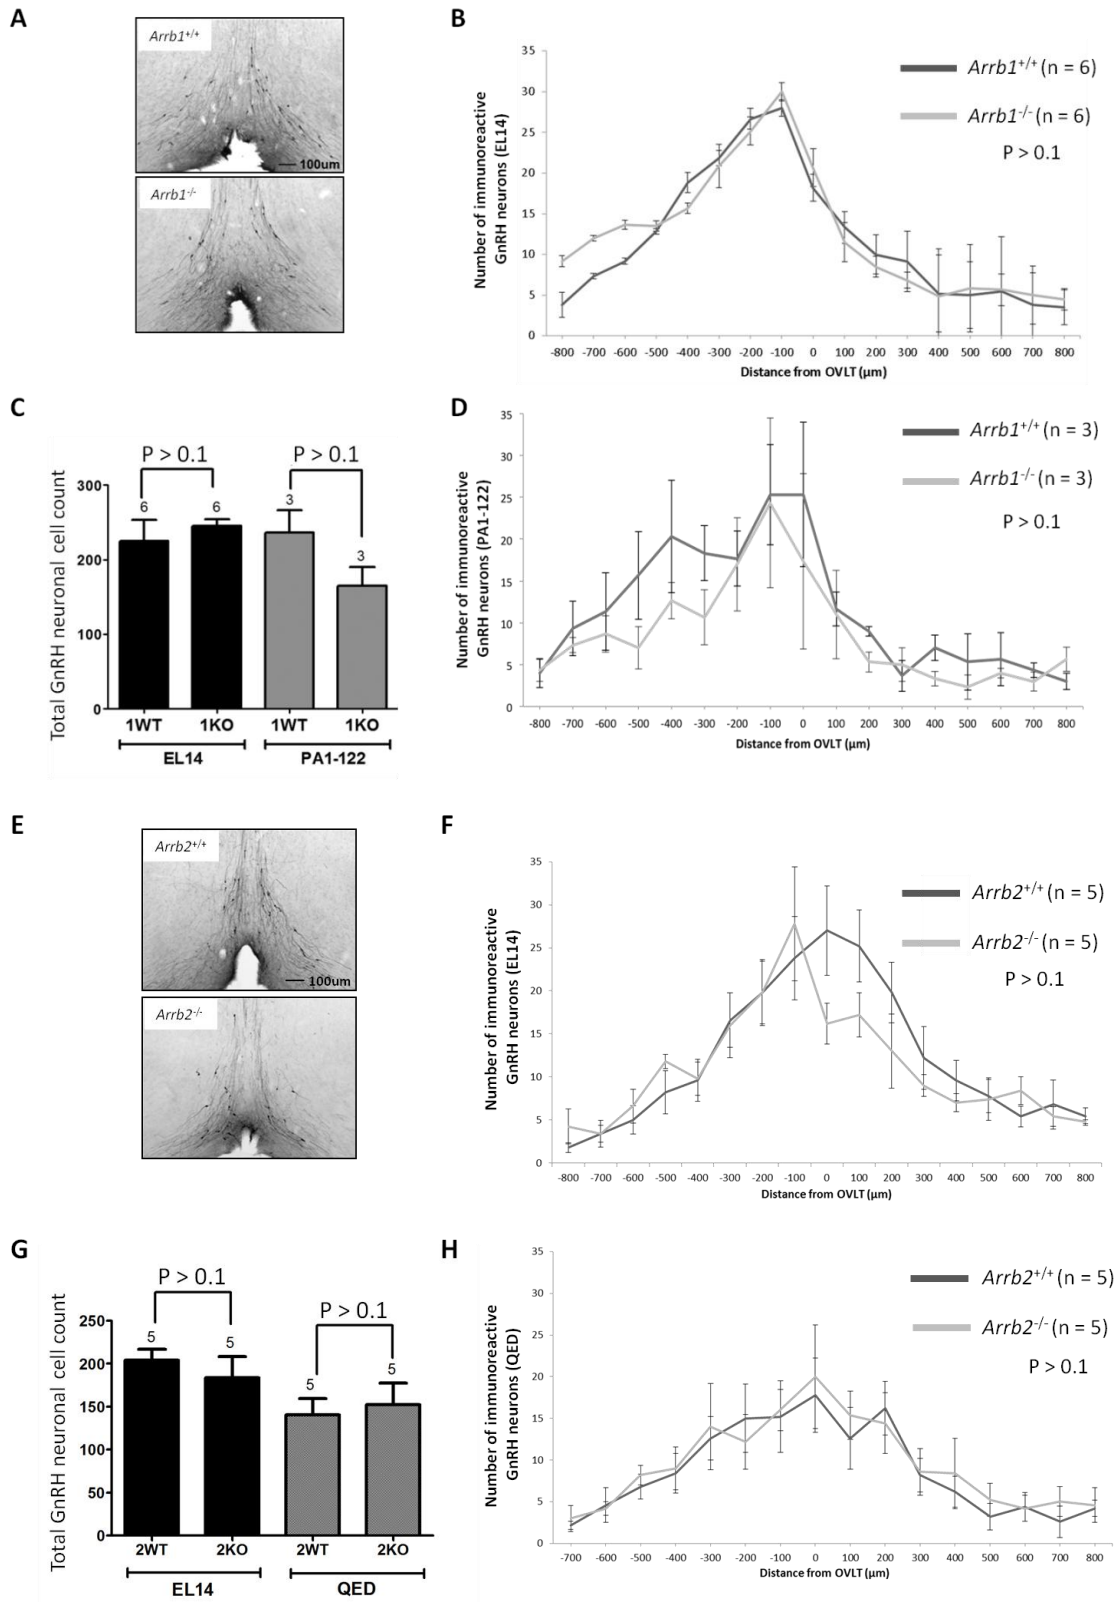 A
Arrb1+/+
100um
Arrb1-/-
B
Number of immunoreactive
GnRH neurons (EL14)
35
30
25
20
15
10
5
0
-800 -700 -600 -500 -400 -300 -200 -100 0 100 200 300 400 500 600 700 800
Distance from OVLT (µm)
Arrb1+/+ (n = 6)
Arrb1-/- (n = 6)
P > 0.1
C
Total GnRH neuronal cell count
P > 0.1 P > 0.1
300
200
100
0
6 6 3 3
1WT 1KO 1WT 1KO
EL14 PA1-122
D
Number of immunoreactive
GnRH neurons (PA1-122)
35
30
25
20
15
10
5
0
-800 -700 -600 -500 -400 -300 -200 -100 0 100 200 300 400 500 600 700 800
Distance from OVLT (µm)
Arrb1+/+ (n = 3)
Arrb1-/- (n = 3)
P > 0.1
E
Arrb2+/+
100um
Arrb2-/-
F
Number of immunoreactive
GnRH neurons (EL14)
35
30
25
20
15
10
5
0
-800 -700 -600 -500 -400 -300 -200 -100 0 100 200 300 400 500 600 700 800
Distance from OVLT (µm)
Arrb2+/+ (n = 5)
Arrb2-/- (n = 5)
P > 0.1
G
Total GnRH neuronal cell count
P > 0.1 P > 0.1
250
200
150
100
50
0
5 5 5 5
2WT 2KO 2WT 2KO
EL14 QED
H
Number of immunoreactive
GnRH neurons (QED)
35
30
25
20
15
10
5
0
-700 -600 -500 -400 -300 -200 -100 0 100 200 300 400 500 600 700 800
Distance from OVLT (µm)
Arrb2+/+ (n = 5)
Arrb2-/- (n = 5)
P > 0.1